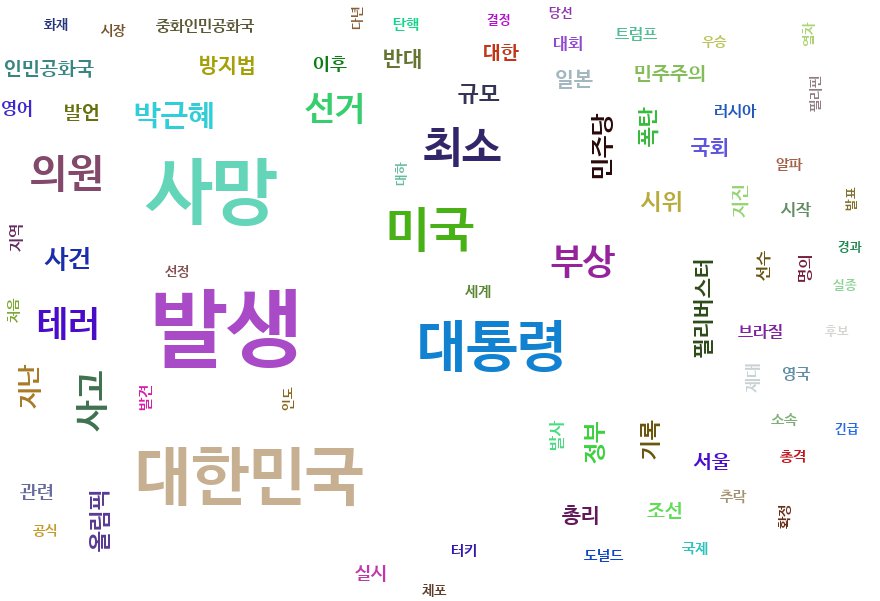 화재
시장
중화인민공화국
다년
탄핵
결정
당선
대회
트럼프
우승
열차
인민공화국
방지법
이후
반대
대한
일본
민주주의
필리핀
영어
발언
박근혜
선거
규모
러시아
폭탄
민주당
국회
최소
의원
사망
대학
알파
시위
지진
시작
발표
미국
지역
사건
선정
부상
경과
선수
명의
실종
세계
처음
테러
발생
대통령
필리버스터
브라질
후보
지난
사고
발견
인도
제대
영국
소속
긴급
발사
정부
기록
서울
총격
대한민국
관련
올림픽
추락
총리
조선
확정
공식
터키
도널드
국제
실시
체포